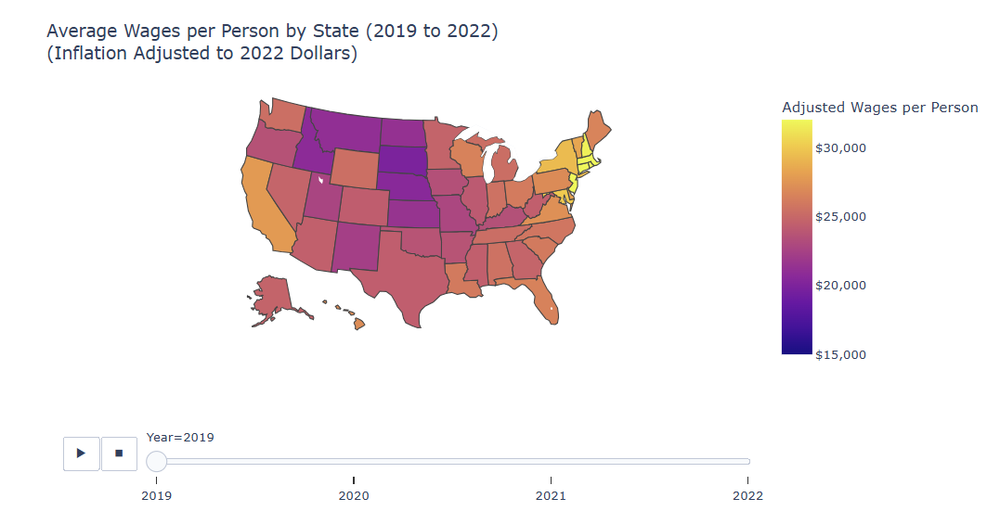 Average Wages per Person by State (2019 to 2022)
(Inflation Adjusted to 2022 Dollars)
Adjusted Wages per Person
$30,000
$25,000
$20,000
$15,000
Year=2019
2019
2020
2021
2022